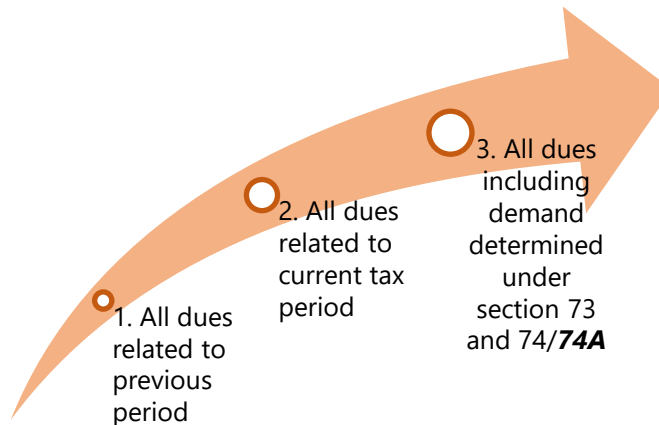 1. All dues
related to
previous
period
2. All dues
related to
current tax
period
3. All dues
including
demand
determined
under
section 73
and 74/74A